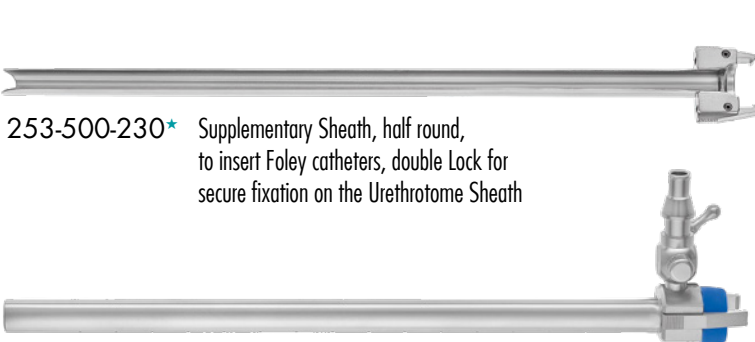 253-500-230★ Supplementary Sheath, half round,
to insert Foley catheters, double Lock for
secure fixation on the Urethrotome Sheath